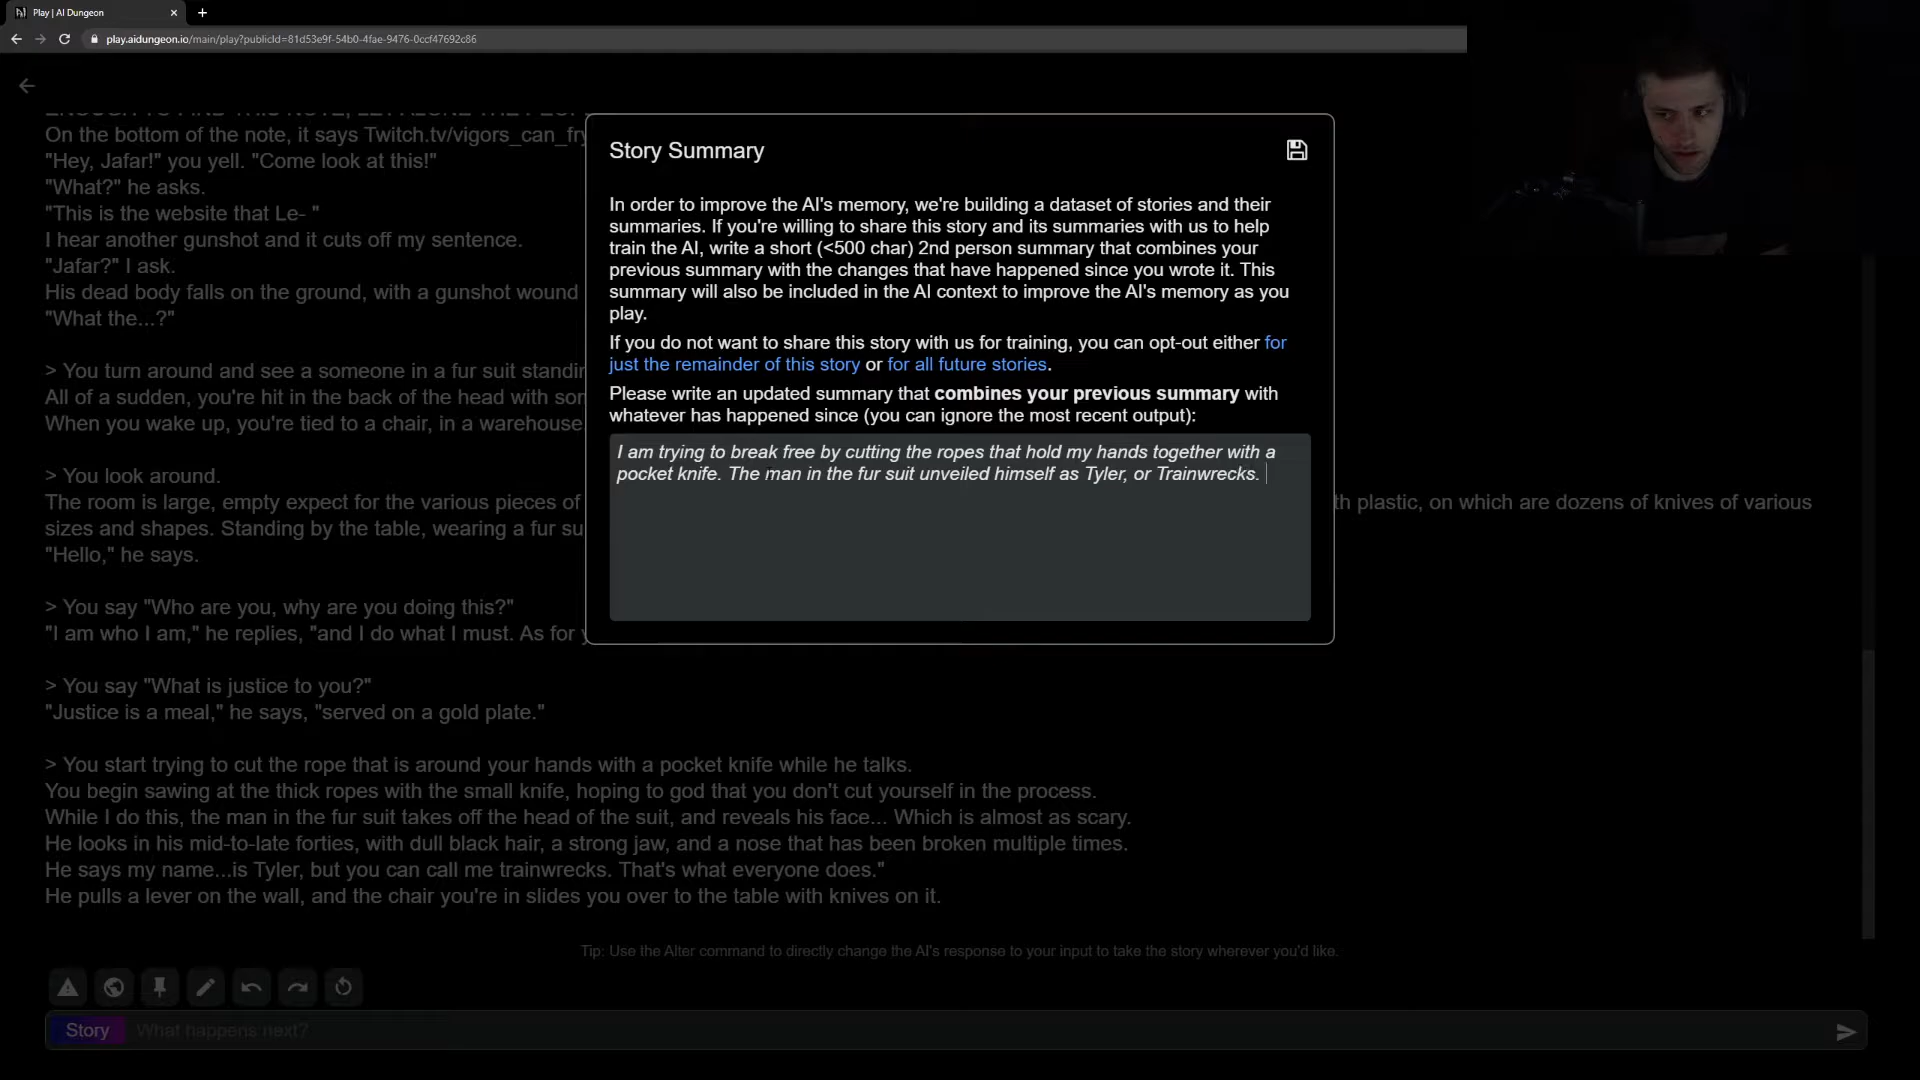 Play | AI Dungeon
play.aidungeon.io/main/play?publicId=81d53e9f-54b0-4fae-9476-0ccf47692c86
On the bottom of the note, it says Twitch.tv/vigors_can_fry
"Hey, Jafar!" you yell. "Come look at this!"
"What?" he asks.
"This is the website that Le- "
I hear another gunshot and it cuts off my sentence.
"Jafar?" I ask.
His dead body falls on the ground, with a gunshot wound
"What the...?"
> You turn around and see a someone in a fur suit standin
All of a sudden, you're hit in the back of the head with som
When you wake up, you're tied to a chair, in a warehouse
> You look around.
The room is large, empty expect for the various pieces of th plastic, on which are dozens of knives of various
sizes and shapes. Standing by the table, wearing a fur su
"Hello," he says.
> You say "Who are you, why are you doing this?"
"I am who I am," he replies, "and I do what I must. As for y
> You say "What is justice to you?"
"Justice is a meal," he says, "served on a gold plate."
> You start trying to cut the rope that is around your hands with a pocket knife while he talks.
You begin sawing at the thick ropes with the small knife, hoping to god that you don't cut yourself in the process.
While I do this, the man in the fur suit takes off the head of the suit, and reveals his face... Which is almost as scary.
He looks in his mid-to-late forties, with dull black hair, a strong jaw, and a nose that has been broken multiple times.
He says my name...is Tyler, but you can call me trainwrecks. That's what everyone does."
He pulls a lever on the wall, and the chair you're in slides you over to the table with knives on it.
Story Summary
In order to improve the AI's memory, we're building a dataset of stories and their
summaries. If you're willing to share this story and its summaries with us to help
train the AI, write a short (<500 char) 2nd person summary that combines your
previous summary with the changes that have happened since you wrote it. This
summary will also be included in the AI context to improve the AI's memory as you
play.
If you do not want to share this story with us for training, you can opt-out either for
just the remainder of this story or for all future stories.
Please write an updated summary that combines your previous summary with
whatever has happened since (you can ignore the most recent output):
I am trying to break free by cutting the ropes that hold my hands together with a
pocket knife. The man in the fur suit unveiled himself as Tyler, or Trainwrecks.
Tip: Use the Alter command to directly change the AI's response to your input to take the story wherever you'd like.
Story What happens next?